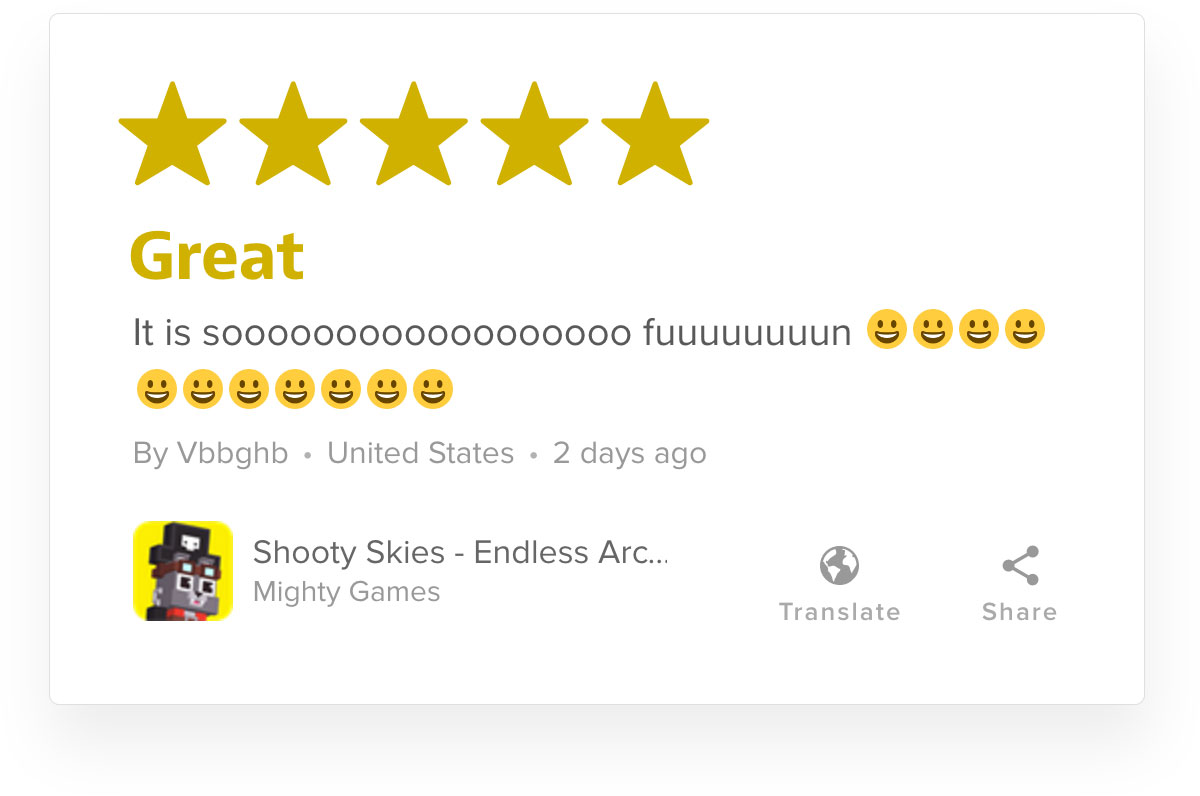 Great
It is soooooooooooooooooo fuuuuuuuun 😀😀😀😀
😀😀😀😀😀😀😀
By Vbbghb • United States • 2 days ago
Shooty Skies - Endless Arc...
Mighty Games
Translate
Share